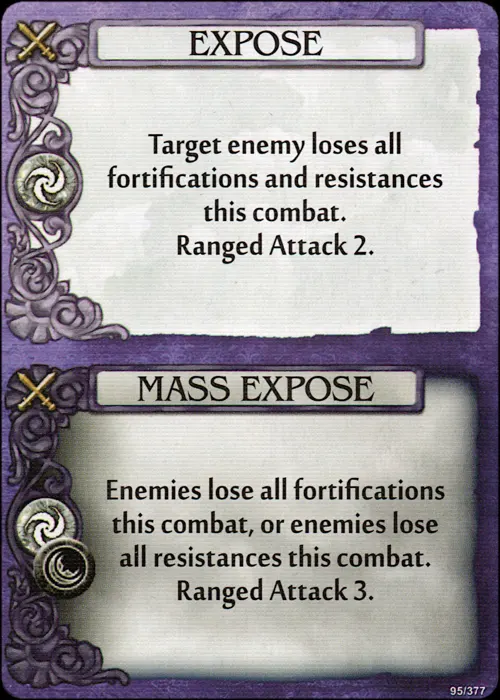 EXPOSE
Target enemy loses all
fortifications and resistances
this combat.
Ranged Attack 2.
MASS EXPOSE
Enemies lose all fortifications
this combat, or enemies lose
all resistances this combat.
Ranged Attack 3.
95/377